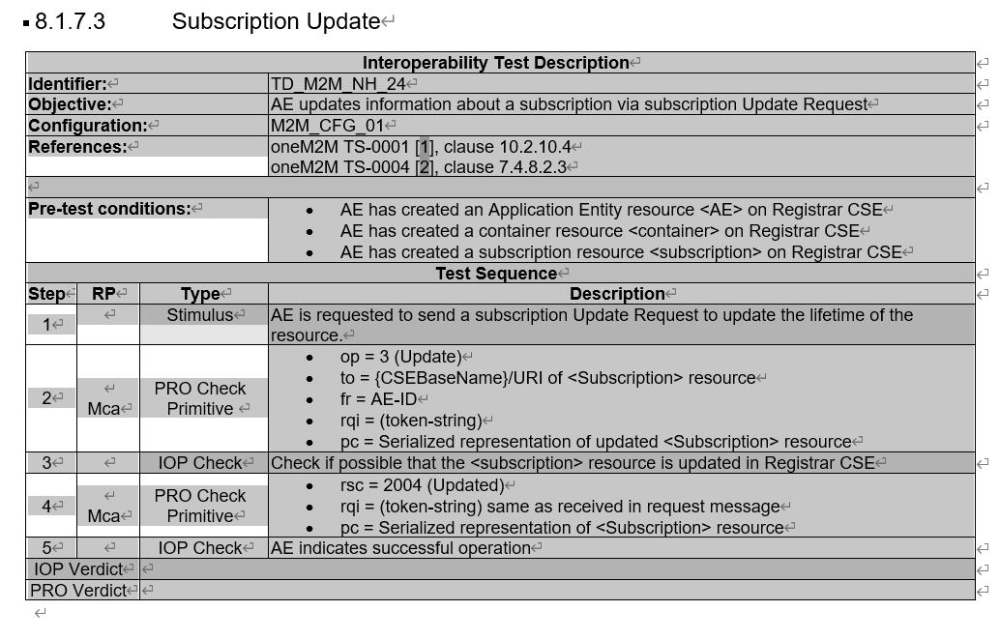 8.1.7.3 Subscription Update
Interoperability Test Description
Identifier: TD_M2M_NH_24
Objective: AE updates information about a subscription via subscription Update Request
Configuration: M2M_CFG_01
References: oneM2M TS-0001 [1], clause 10.2.10.4
oneM2M TS-0004 [2], clause 7.4.8.2.3
Pre-test conditions: • AE has created an Application Entity resource <AE> on Registrar CSE
• AE has created a container resource <container> on Registrar CSE
• AE has created a subscription resource <subscription> on Registrar CSE
Test Sequence
Step RP Type Description
1 Stimulus AE is requested to send a subscription Update Request to update the lifetime of the
resource.
2 Mca PRO Check Primitive • op = 3 (Update)
• to = {CSEBaseName}/URI of <Subscription> resource
• fr = AE-ID
• rqi = (token-string)
• pc = Serialized representation of updated <Subscription> resource
3 IOP Check Check if possible that the <subscription> resource is updated in Registrar CSE
4 Mca PRO Check Primitive • rsc = 2004 (Updated)
• rqi = (token-string) same as received in request message
• pc = Serialized representation of <Subscription> resource
5 IOP Check AE indicates successful operation
IOP Verdict
PRO Verdict